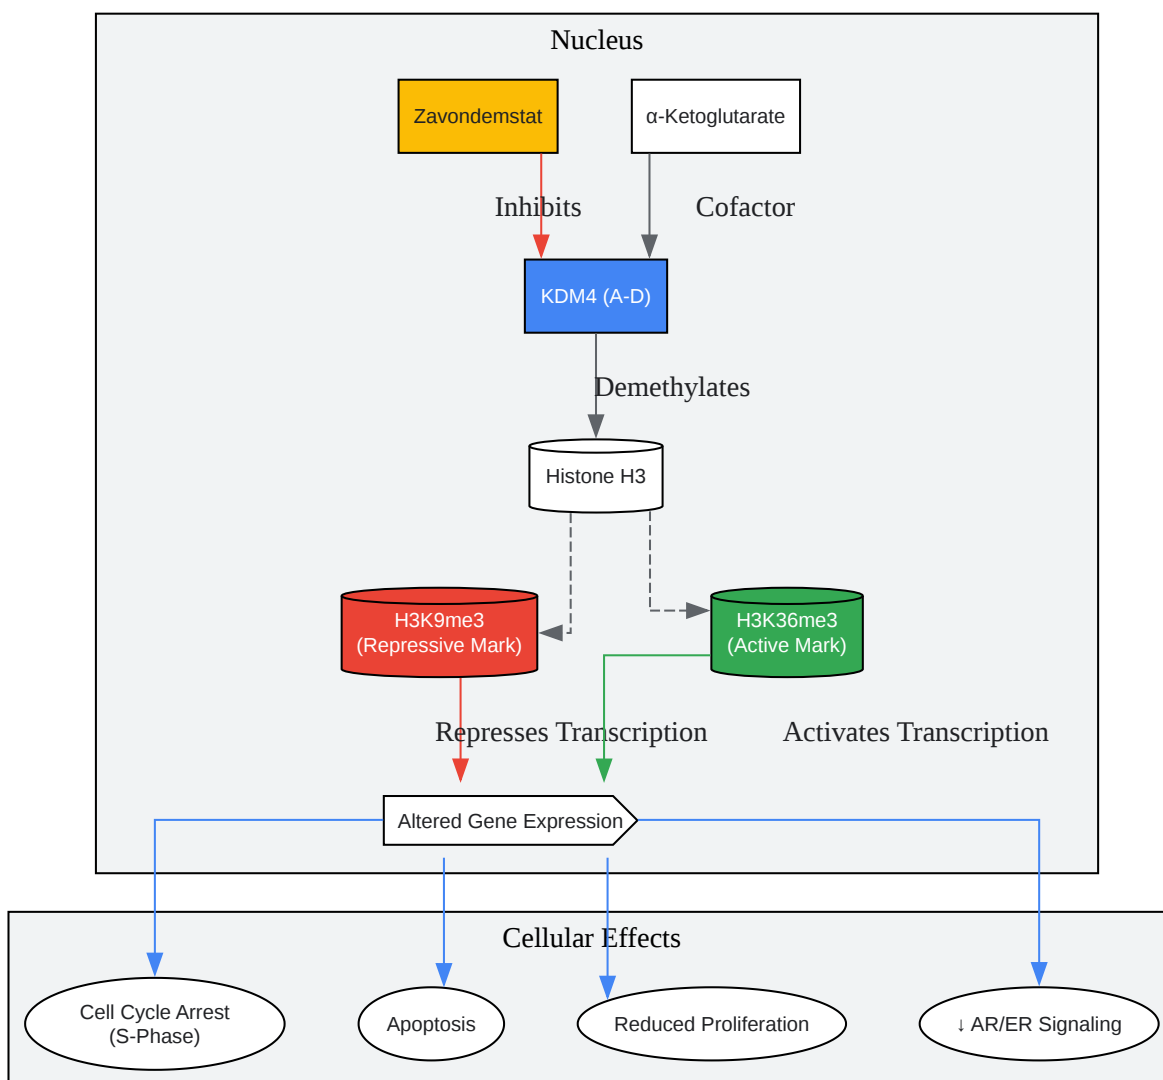 Nucleus
Zavondemstat
α-Ketoglutarate
Inhibits
Cofactor
KDM4 (A-D)
Demethylates
Histone H3
H3K9me3
(Repressive Mark)
H3K36me3
(Active Mark)
Represses Transcription
Activates Transcription
Altered Gene Expression
Cellular Effects
Cell Cycle Arrest
(S-Phase)
Apoptosis
Reduced Proliferation
↓ AR/ER Signaling